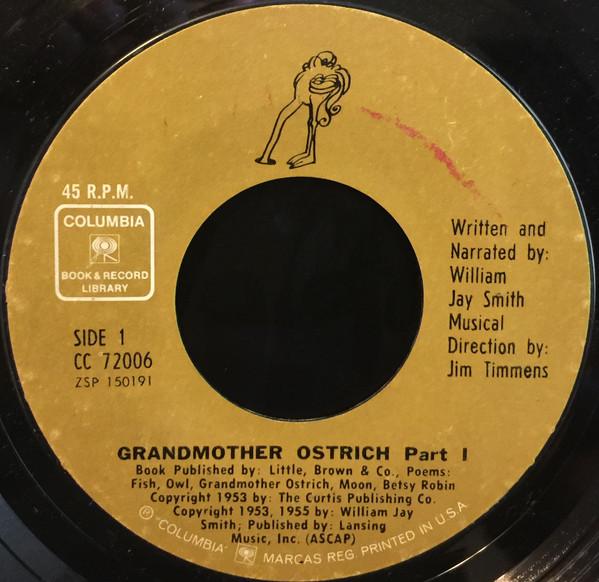 45 R.P.M.
COLUMBIA
BOOK & RECORD
LIBRARY
SIDE 1
CC 72006
ZSP 150191
Written and
Narrated by:
William
Jay Smith
Musical
Direction by:
Jim Timmens
GRANDMOTHER OSTRICH Part I
Book Published by: Little, Brown & Co., Poems:
Fish, Owl, Grandmother Ostrich, Moon, Betsy Robin
Copyright 1953 by: The Curtis Publishing Co.
Copyright 1953, 1955 by: William Jay
Smith; Published by: Lansing
Music, Inc. (ASCAP)
℗ "COLUMBIA" MARCAS REG. PRINTED IN U.S.A.